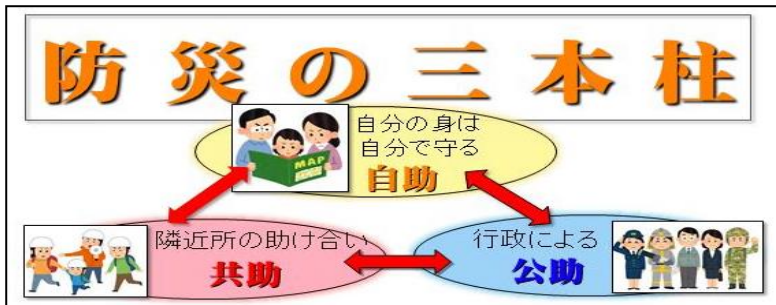 防災の三本柱
自分の身は
自分で守る
自助
MAP
隣近所の助け合い
共助
行政による
公助